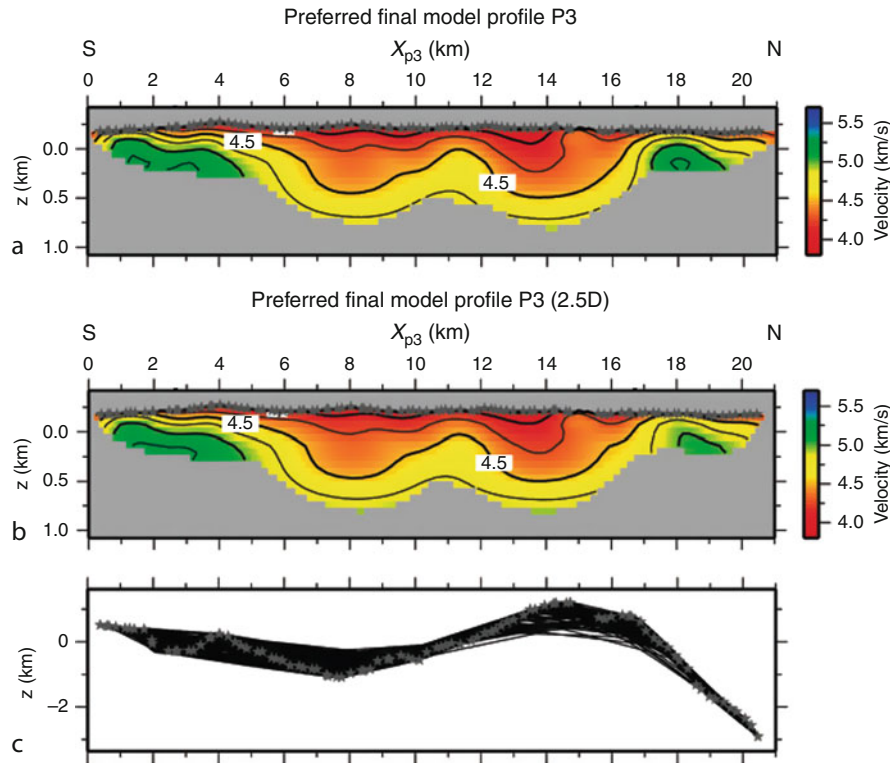 Preferred final model profile P3
S Xp3 (km) N
0 2 4 6 8 10 12 14 16 18 20
4.5
4.5
z (km)
0.0
0.5
1.0
a
Velocity (km/s)
5.5
5.0
4.5
4.0
Preferred final model profile P3 (2.5D)
S Xp3 (km) N
0 2 4 6 8 10 12 14 16 18 20
4.5
4.5
z (km)
0.0
0.5
1.0
b
Velocity (km/s)
5.5
5.0
4.5
4.0
z (km)
0
−2
c